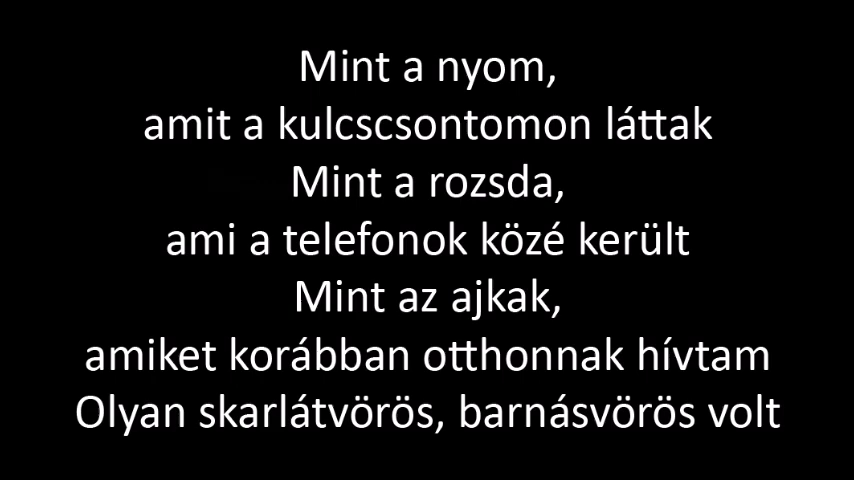 Mint a nyom,
amit a kulcscsontomon láttak
Mint a rozsda,
ami a telefonok közé került
Mint az ajkak,
amiket korábban otthonnak hívtam
Olyan skarlátvörös, barnásvörös volt